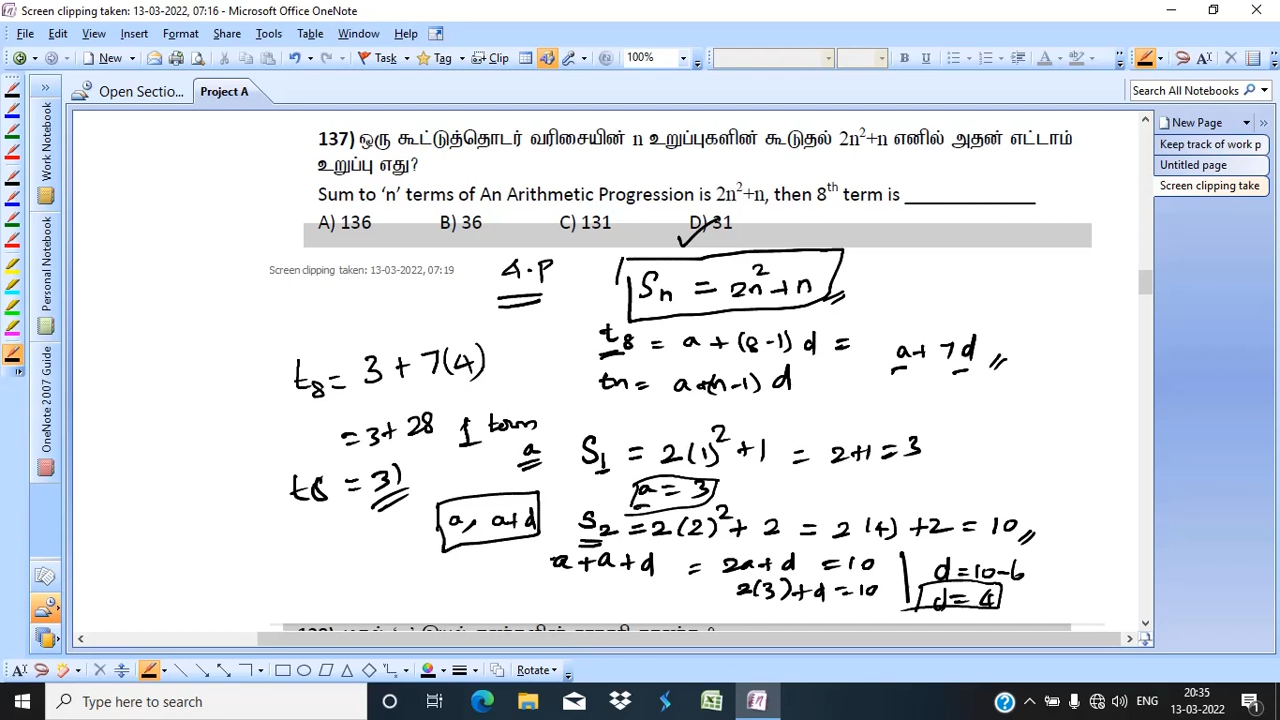 Screen clipping taken: 13-03-2022, 07:16 - Microsoft Office OneNote
File Edit View Insert Format Share Tools Table Window Help
New Task Tag Clip 100% B U A
Open Sectio... Project A
Search All Notebooks
New Page
Keep track of work p
Untitled page
Screen clipping take
Work Notebook
Personal Notebook
OneNote 2007 Guide
137) ஒரு கூட்டுத்தொடர் வரிசையின் n உறுப்புகளின் கூடுதல் 2n²+n எனில் அதன் எட்டாம்
உறுப்பு எது?
Sum to ‘n’ terms of An Arithmetic Progression is 2n²+n, then 8th term is ____________
A) 136 B) 36 C) 131 D) 31
Screen clipping taken: 13-03-2022, 07:19
A.P
Sn = 2n²+n
t8 = a + (8-1) d = a+ 7d
tn = a+(n-1) d
t8 = 3 + 7(4)
= 3+ 28
t8 = 31
1 term
a
S1 = 2(1)² + 1 = 2+1 = 3
a = 3
a, a+d
S2 = 2(2)² + 2 = 2(4) + 2 = 10
a + a + d = 2a + d = 10
2(3) + d = 10
d = 10-6
d = 4
Rotate
Type here to search
ENG
20:35
13-03-2022
1